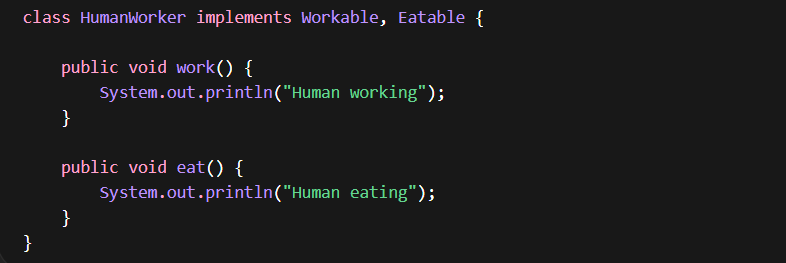 class HumanWorker implements Workable, Eatable {
public void work() {
System.out.println("Human working");
}
public void eat() {
System.out.println("Human eating");
}
}